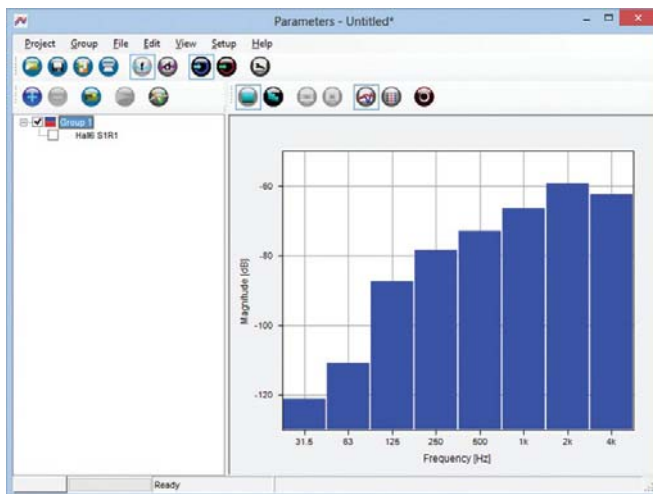 Parameters - Untitled*
Project Group File Edit View Setup Help
Group 1
Hall6 S1R1
-60
-80
-100
-120
Magnitude [dB]
31.5 63 125 250 500 1k 2k 4k
Frequency [Hz]
Ready